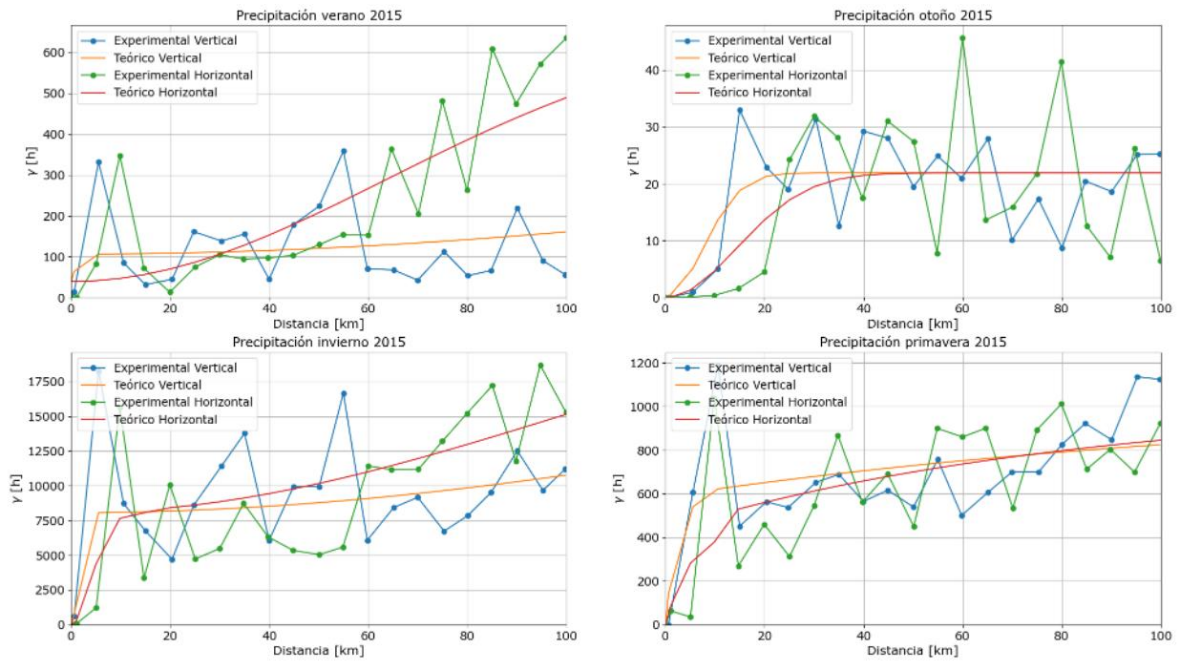 Precipitación verano 2015
Experimental Vertical
Teórico Vertical
Experimental Horizontal
Teórico Horizontal
600
500
400
300
200
100
0
γ [h]
0 20 40 60 80 100
Distancia [km]
Precipitación otoño 2015
Experimental Vertical
Teórico Vertical
Experimental Horizontal
Teórico Horizontal
40
30
20
10
0
γ [h]
0 20 40 60 80 100
Distancia [km]
Precipitación invierno 2015
Experimental Vertical
Teórico Vertical
Experimental Horizontal
Teórico Horizontal
17500
15000
12500
10000
7500
5000
2500
0
γ [h]
0 20 40 60 80 100
Distancia [km]
Precipitación primavera 2015
Experimental Vertical
Teórico Vertical
Experimental Horizontal
Teórico Horizontal
1200
1000
800
600
400
200
0
γ [h]
0 20 40 60 80 100
Distancia [km]